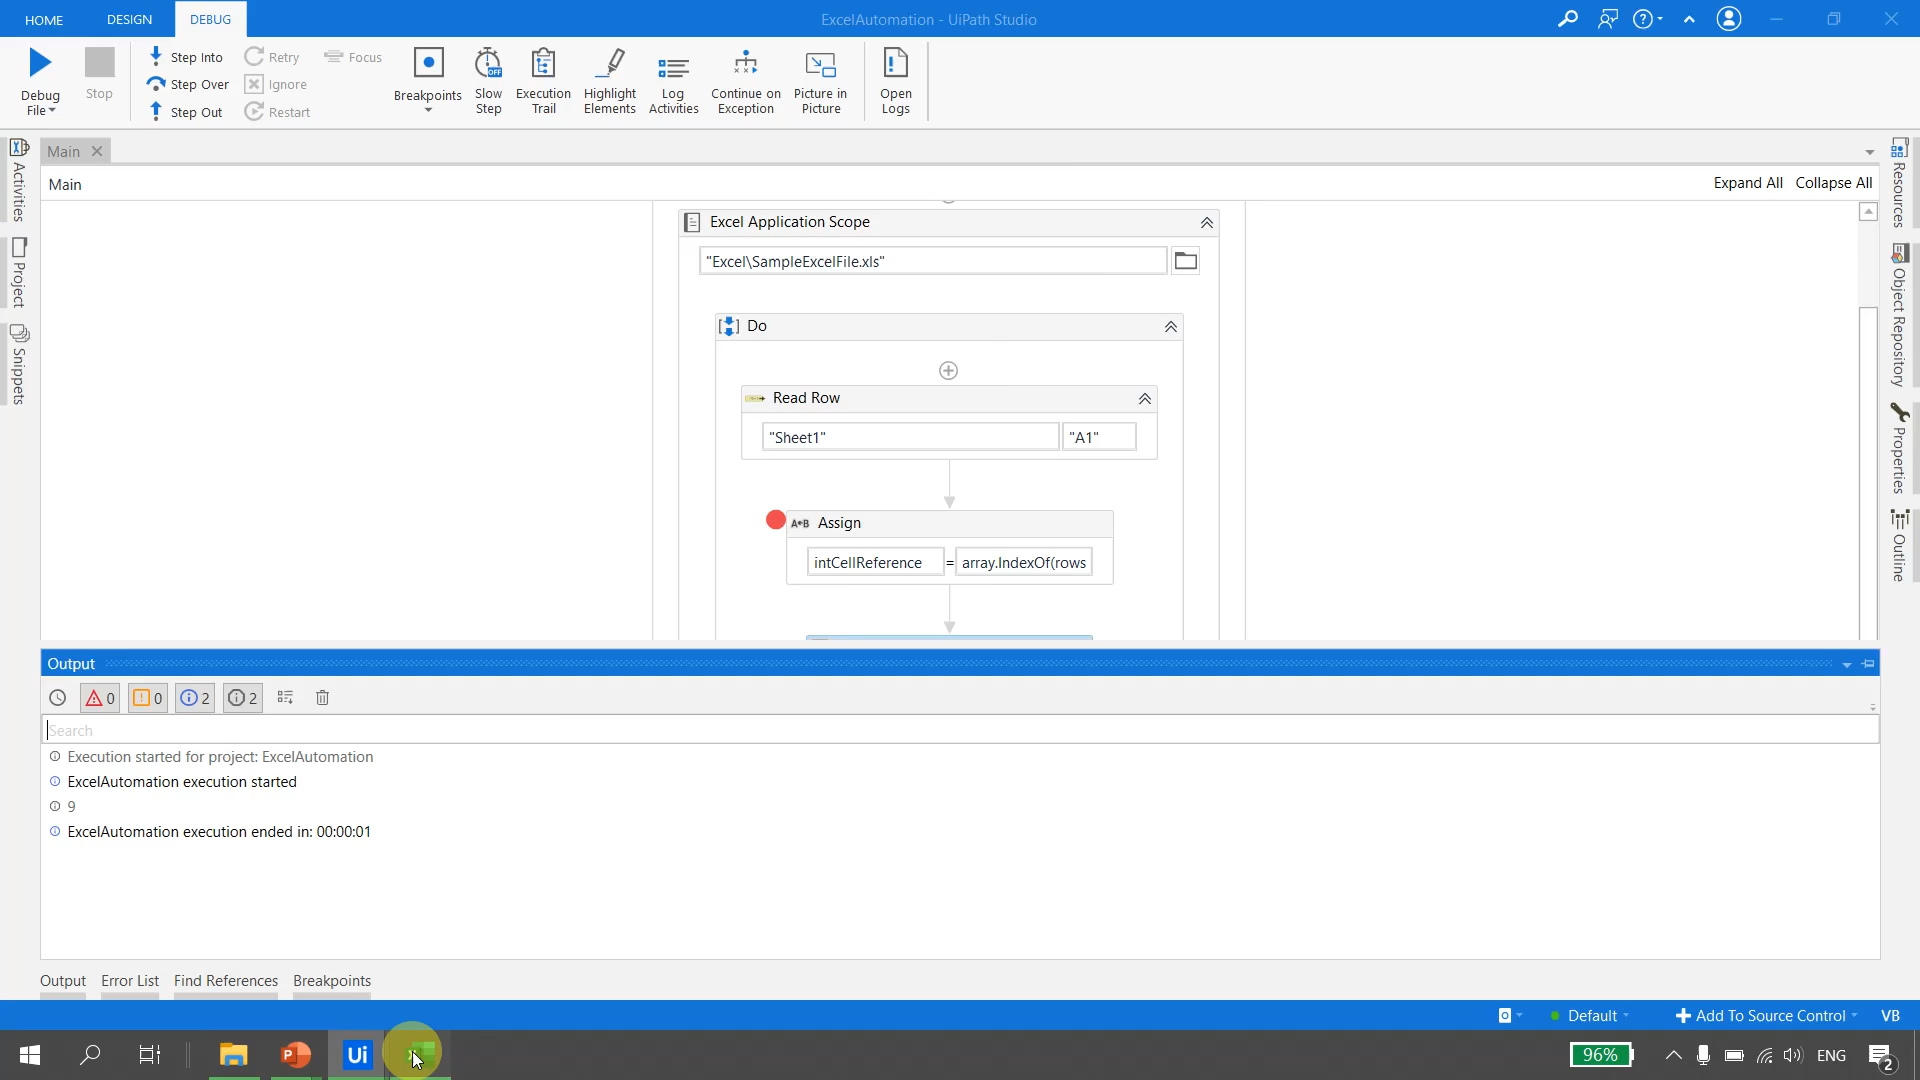 HOME
DESIGN
DEBUG
ExcelAutomation - UiPath Studio
Debug
File
Stop
Step Into
Step Over
Step Out
Retry
Ignore
Restart
Focus
Breakpoints
Slow
Step
Execution
Trail
Highlight
Elements
Log
Activities
Continue on
Exception
Picture in
Picture
Open
Logs
OFF
Activities
Project
Snippets
Main
Main
Expand All
Collapse All
Excel Application Scope
"Excel\SampleExcelFile.xls"
Do
Read Row
"Sheet1"
"A1"
A+B
Assign
intCellReference
=
array.IndexOf(rows
Resources
Object Repository
Properties
Outline
Output
0
0
2
2
Search
Execution started for project: ExcelAutomation
ExcelAutomation execution started
9
ExcelAutomation execution ended in: 00:00:01
Output
Error List
Find References
Breakpoints
Default
Add To Source Control
VB
P
Ui
96%
ENG
2